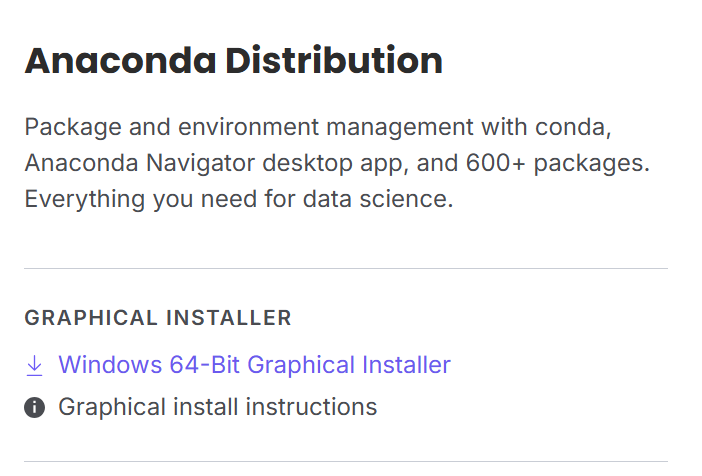 Anaconda Distribution
Package and environment management with conda,
Anaconda Navigator desktop app, and 600+ packages.
Everything you need for data science.
GRAPHICAL INSTALLER
Windows 64-Bit Graphical Installer
Graphical install instructions